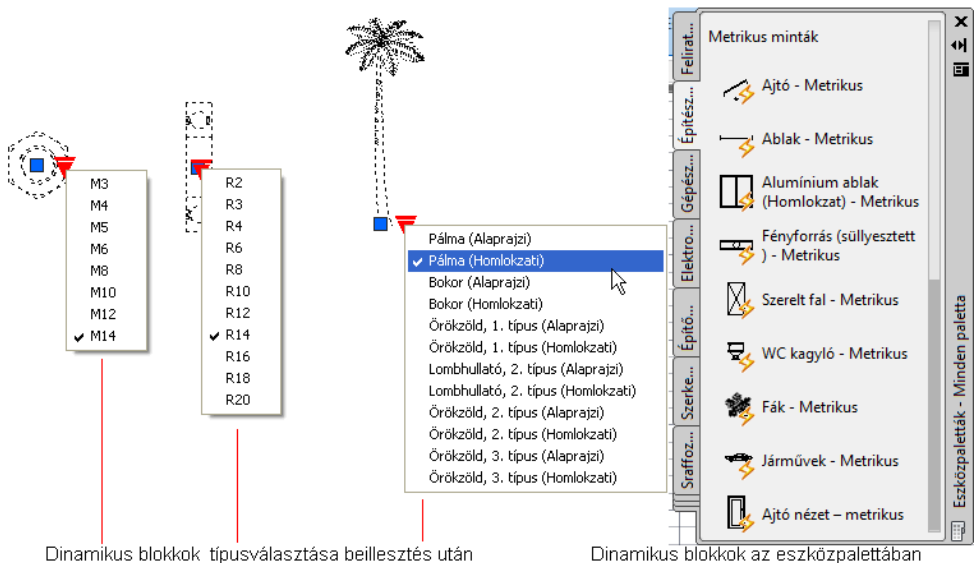 M3
M4
M5
M6
M8
M10
M12
M14
R2
R3
R4
R6
R8
R10
R12
R14
R16
R18
R20
Pálma (Alaprajzi)
Pálma (Homlokzati)
Bokor (Alaprajzi)
Bokor (Homlokzati)
Örökzöld, 1. típus (Alaprajzi)
Örökzöld, 1. típus (Homlokzati)
Lombhullató, 2. típus (Alaprajzi)
Lombhullató, 2. típus (Homlokzati)
Örökzöld, 2. típus (Alaprajzi)
Örökzöld, 2. típus (Homlokzati)
Örökzöld, 3. típus (Alaprajzi)
Örökzöld, 3. típus (Homlokzati)
Felirat...
Építész...
Gépész...
Elektro...
Építő...
Szerke...
Sraffoz...
Metrikus minták
Ajtó - Metrikus
Ablak - Metrikus
Alumínium ablak
(Homlokzat) - Metrikus
Fényforrás (süllyesztett
) - Metrikus
Szerelt fal - Metrikus
WC kagyló - Metrikus
Fák - Metrikus
Járművek - Metrikus
Ajtó nézet – metrikus
Eszközpaletták - Minden paletta
Dinamikus blokkok típusválasztása beillesztés után
Dinamikus blokkok az eszközpalettában